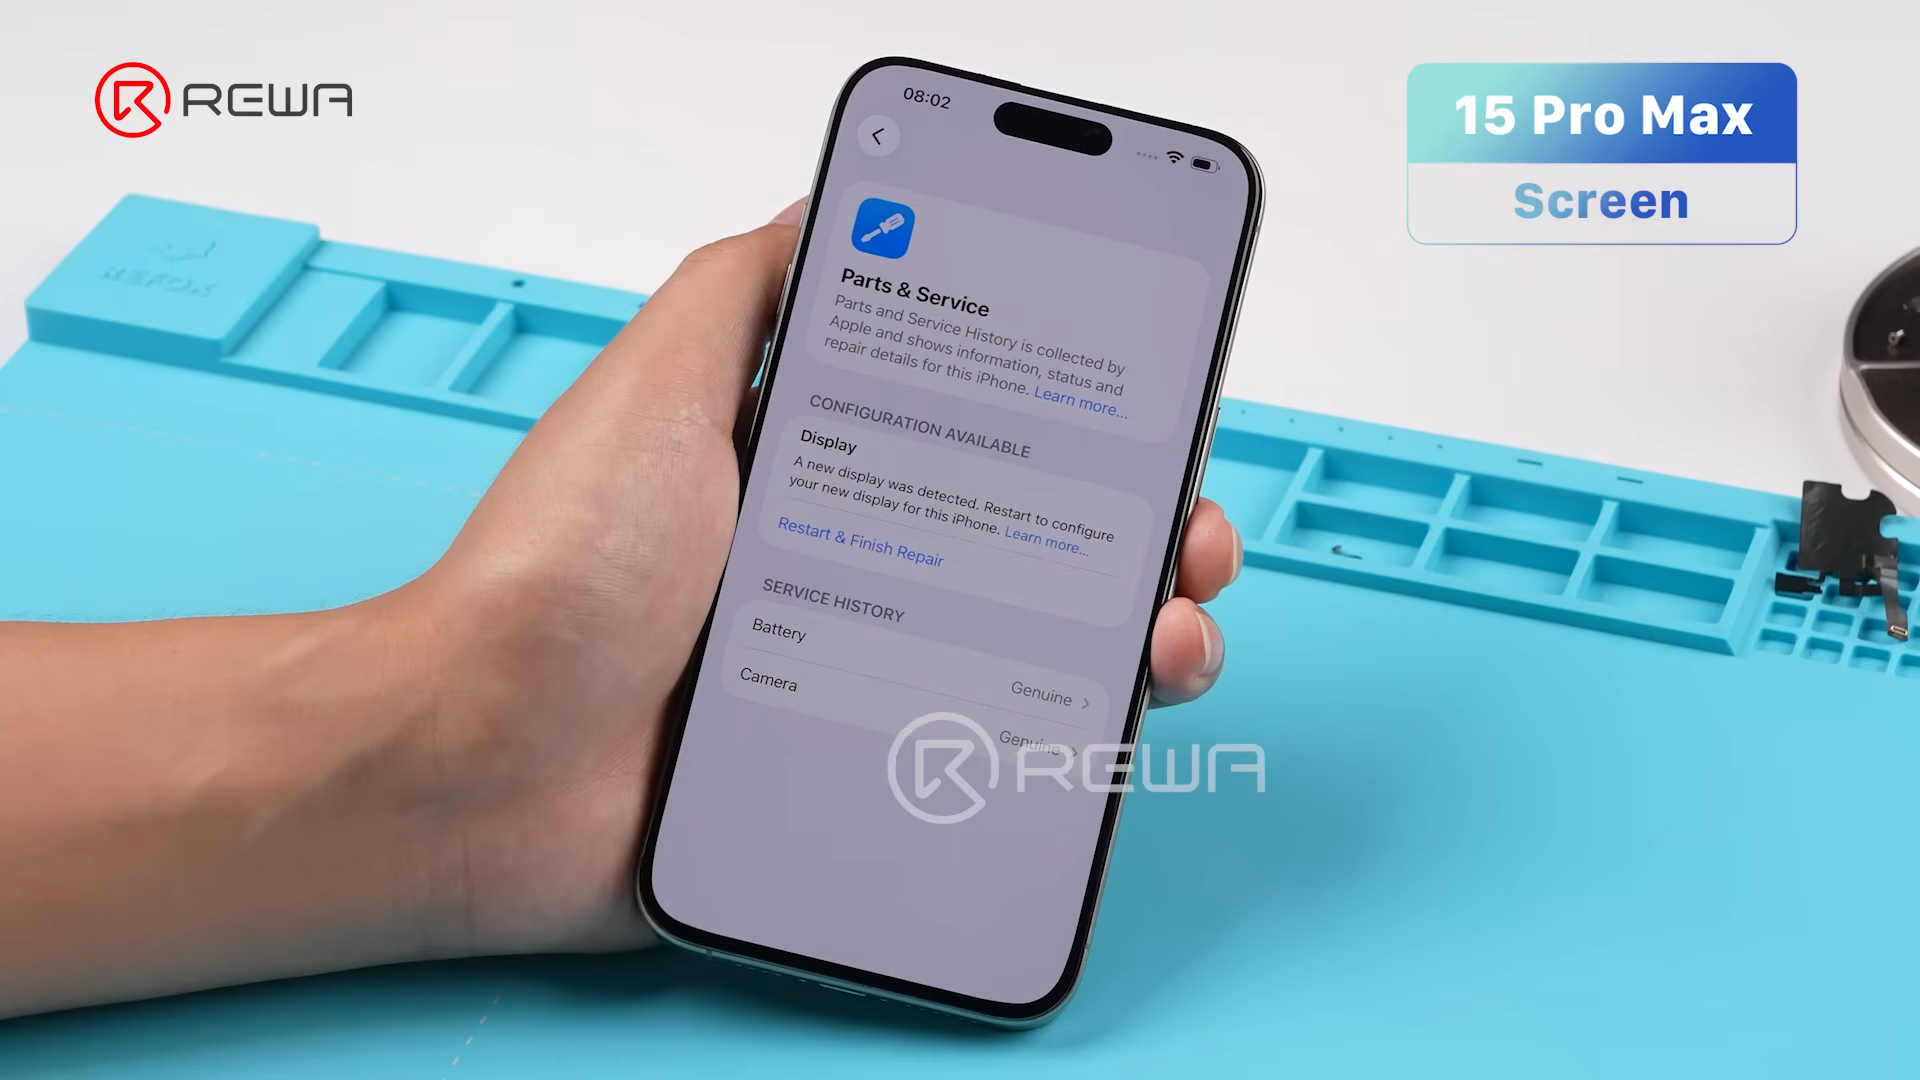 REWA
15 Pro Max
Screen
08:02
Parts & Service
Parts and Service History is collected by
Apple and shows information, status and
repair details for this iPhone. Learn more...
CONFIGURATION AVAILABLE
Display
A new display was detected. Restart to configure
your new display for this iPhone. Learn more...
Restart & Finish Repair
SERVICE HISTORY
Battery
Genuine
Camera
Genuine
REWA